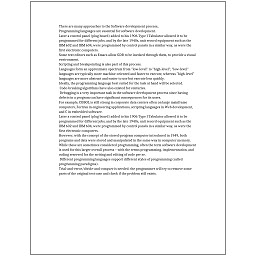 There are many approaches to the Software development process.
Programming languages are essential for software development.
Later a control panel (plug board) added to his 1906 Type I Tabulator allowed it to be
programmed for different jobs, and by the late 1940s, unit record equipment such as the
IBM 602 and IBM 604, were programmed by control panels in a similar way, as were the
first electronic computers.
Some text editors such as Emacs allow GDB to be invoked through them, to provide a visual
environment.
Scripting and breakpointing is also part of this process.
Languages form an approximate spectrum from "low-level" to "high-level"; "low-level"
languages are typically more machine-oriented and faster to execute, whereas "high-level"
languages are more abstract and easier to use but execute less quickly.
Ideally, the programming language best suited for the task at hand will be selected.
Code-breaking algorithms have also existed for centuries.
Debugging is a very important task in the software development process since having
defects in a program can have significant consequences for its users.
For example, COBOL is still strong in corporate data centers often on large mainframe
computers, Fortran in engineering applications, scripting languages in Web development,
and C in embedded software.
Later a control panel (plug board) added to his 1906 Type I Tabulator allowed it to be
programmed for different jobs, and by the late 1940s, unit record equipment such as the
IBM 602 and IBM 604, were programmed by control panels in a similar way, as were the
first electronic computers.
However, with the concept of the stored-program computer introduced in 1949, both
programs and data were stored and manipulated in the same way in computer memory.
While these are sometimes considered programming, often the term software development
is used for this larger overall process – with the terms programming, implementation, and
coding reserved for the writing and editing of code per se.
Different programming languages support different styles of programming (called
programming paradigms).
Trial-and-error/divide-and-conquer is needed: the programmer will try to remove some
parts of the original test case and check if the problem still exists.